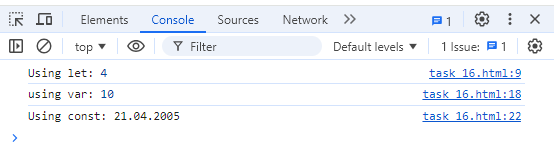 Elements Console Sources Network 1
top Filter Default levels 1 Issue: 1
Using let: 4 task 16.html:9
using var: 10 task 16.html:18
Using const: 21.04.2005 task 16.html:22